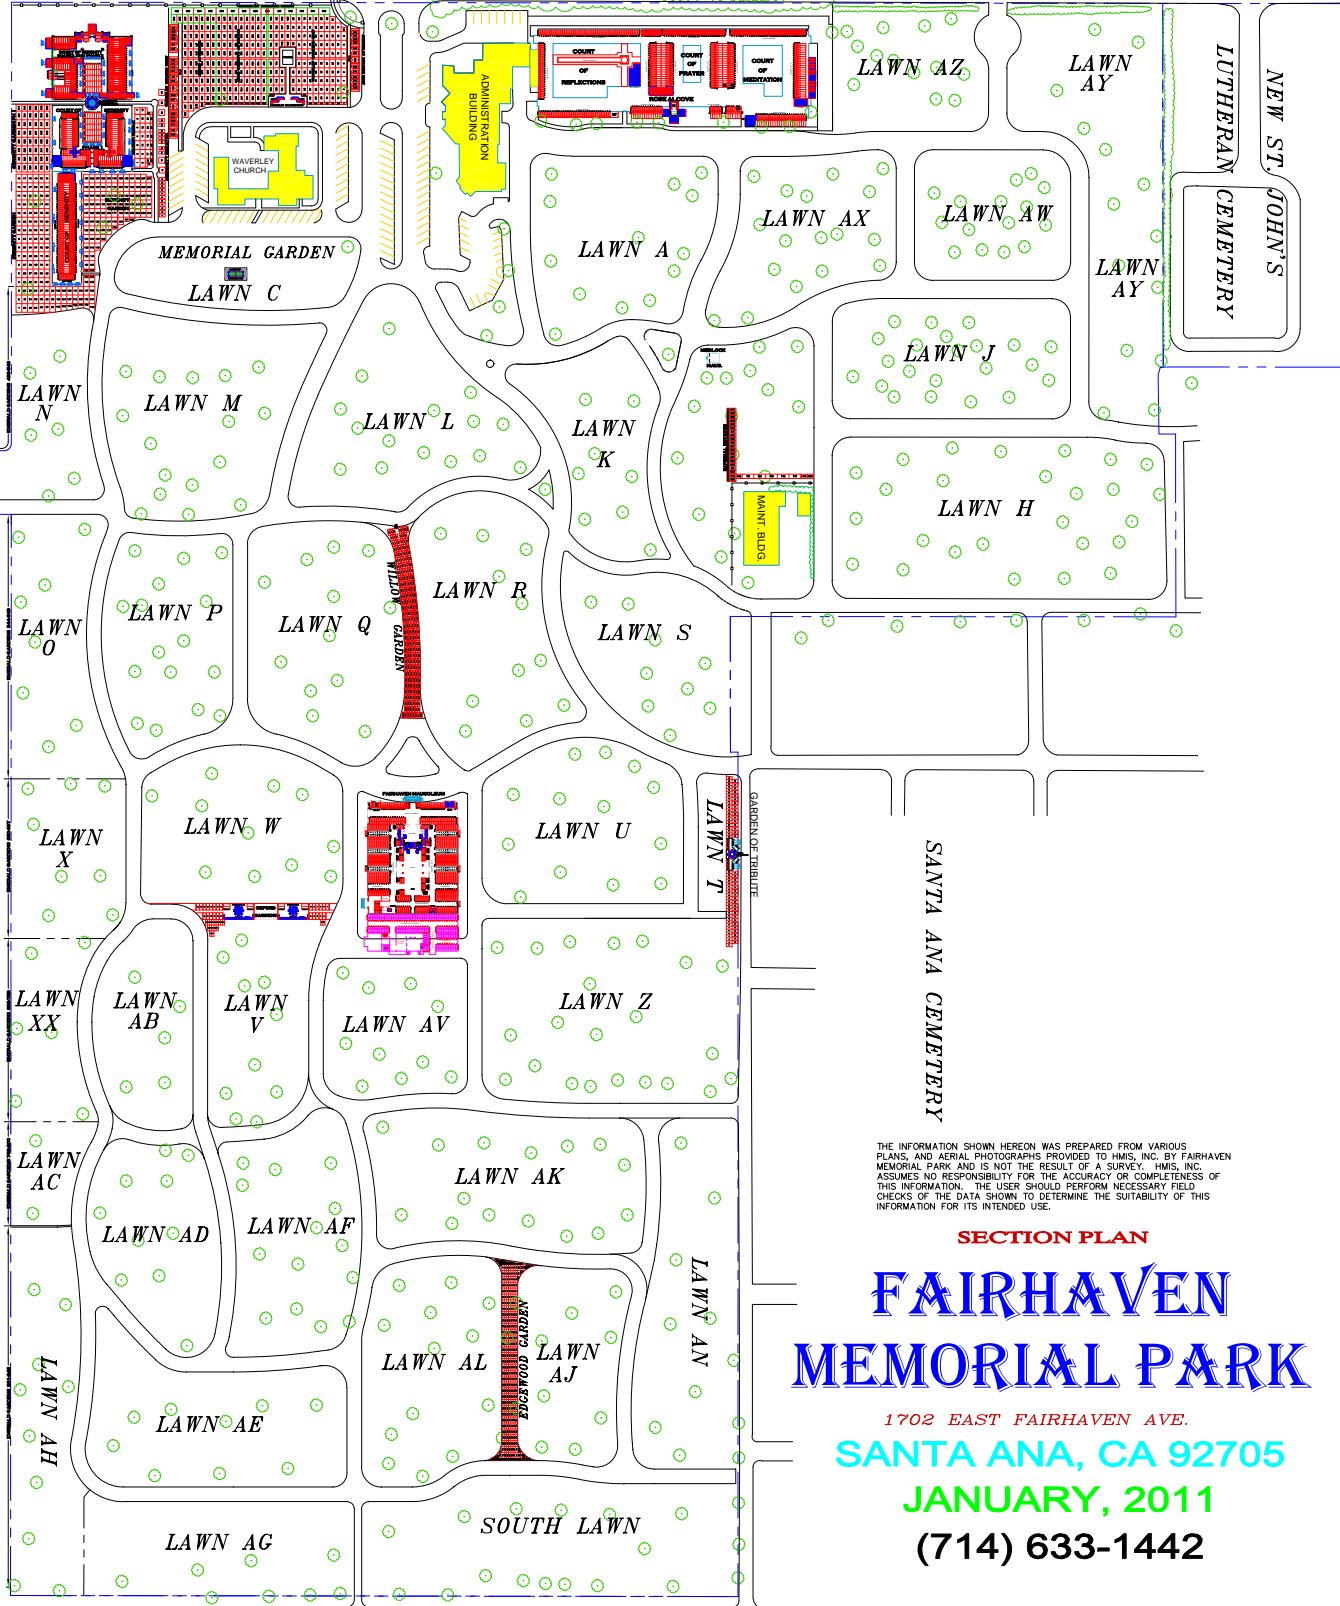 COURT
OF
REFLECTIONS
COURT
OF
PRAYER
COURT
OF
MEDITATION
ROSE ALCOVE
ADMINISTRATION
BUILDING
WAVERLEY
CHURCH
LAWN AZ
LAWN
AY
NEW ST. JOHN'S
LUTHERAN CEMETERY
MEMORIAL GARDEN
LAWN C
LAWN A
LAWN AX
LAWN AW
LAWN
AY
LAWN
N
LAWN M
LAWN L
LAWN
K
LAWN J
LAWN H
MAINT. BLDG.
LAWN
O
LAWN P
LAWN Q
WILLOW GARDEN
LAWN R
LAWN S
LAWN
X
LAWN W
FAIRHAVEN MAUSOLEUM
LAWN U
LAWN T
GARDEN OF TRIBUTE
LAWN
XX
LAWN
AB
LAWN
V
LAWN AV
LAWN Z
SANTA ANA CEMETERY
LAWN
AC
LAWN AD
LAWN AF
LAWN AK
LAWN AN
LAWN AH
LAWN AE
LAWN AL
EDGEWOOD GARDEN
LAWN
AJ
LAWN AG
SOUTH LAWN
THE INFORMATION SHOWN HEREON WAS PREPARED FROM VARIOUS
PLANS, AND AERIAL PHOTOGRAPHS PROVIDED TO HMIS, INC. BY FAIRHAVEN
MEMORIAL PARK AND IS NOT THE RESULT OF A SURVEY. HMIS, INC.
ASSUMES NO RESPONSIBILITY FOR THE ACCURACY OR COMPLETENESS OF
THIS INFORMATION. THE USER SHOULD PERFORM NECESSARY FIELD
CHECKS OF THE DATA SHOWN TO DETERMINE THE SUITABILITY OF THIS
INFORMATION FOR ITS INTENDED USE.
SECTION PLAN
FAIRHAVEN
MEMORIAL PARK
1702 EAST FAIRHAVEN AVE.
SANTA ANA, CA 92705
JANUARY, 2011
(714) 633-1442